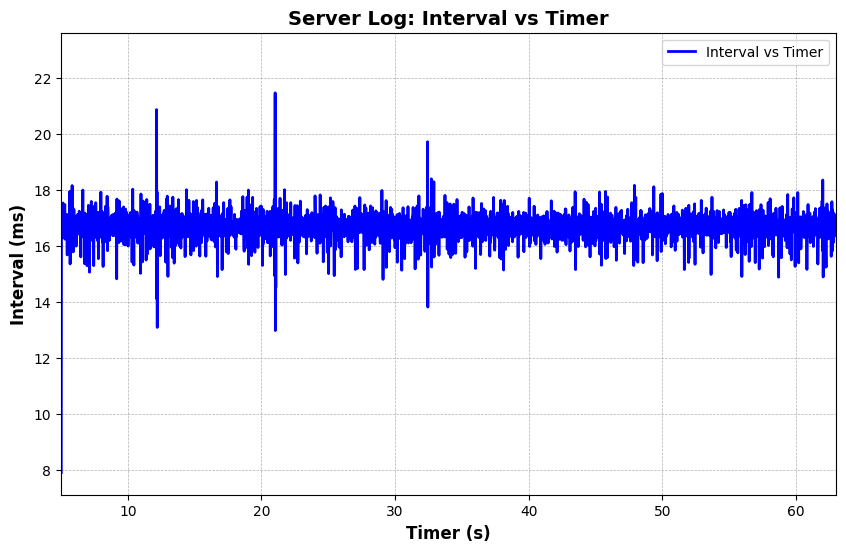 Server Log: Interval vs Timer
Interval vs Timer
22
20
18
16
14
12
10
8
Interval (ms)
10 20 30 40 50 60
Timer (s)